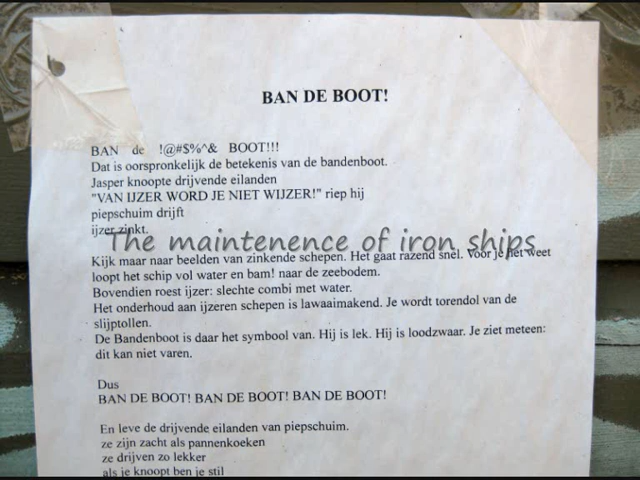 BAN DE BOOT!
BAN de !@#$%^& BOOT!!!
Dat is oorspronkelijk de betekenis van de bandenboot.
Jasper knoopte drijvende eilanden
"VAN IJZER WORD JE NIET WIJZER!" riep hij
piepschuim drijft
ijzer zinkt.
The maintenence of iron ships
Kijk maar naar beelden van zinkende schepen. Het gaat razend snel. Voor je het weet
loopt het schip vol water en bam! naar de zeebodem.
Bovendien roest ijzer: slechte combi met water.
Het onderhoud aan ijzeren schepen is lawaaimakend. Je wordt torendol van de
slijptollen.
De Bandenboot is daar het symbool van. Hij is lek. Hij is loodzwaar. Je ziet meteen:
dit kan niet varen.
Dus
BAN DE BOOT! BAN DE BOOT! BAN DE BOOT!
En leve de drijvende eilanden van piepschuim.
ze zijn zacht als pannenkoeken
ze drijven zo lekker
als je knoopt ben je stil